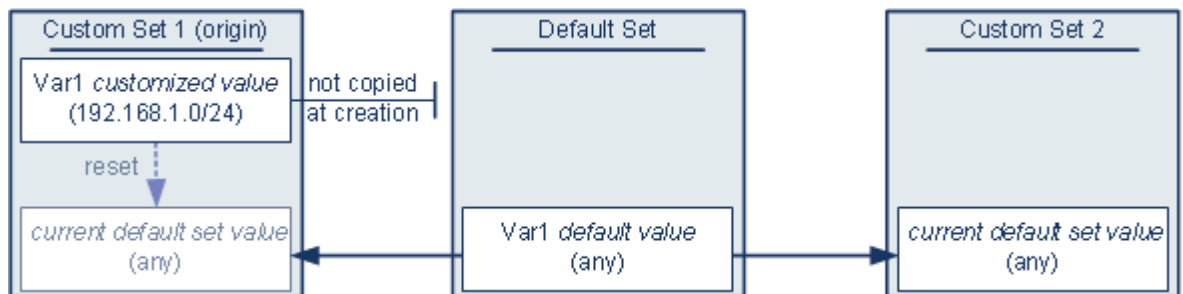 Custom Set 1 (origin)
Var1 customized value
(192.168.1.0/24)
not copied
at creation
reset
current default set value
(any)
Default Set
Var1 default value
(any)
Custom Set 2
current default set value
(any)